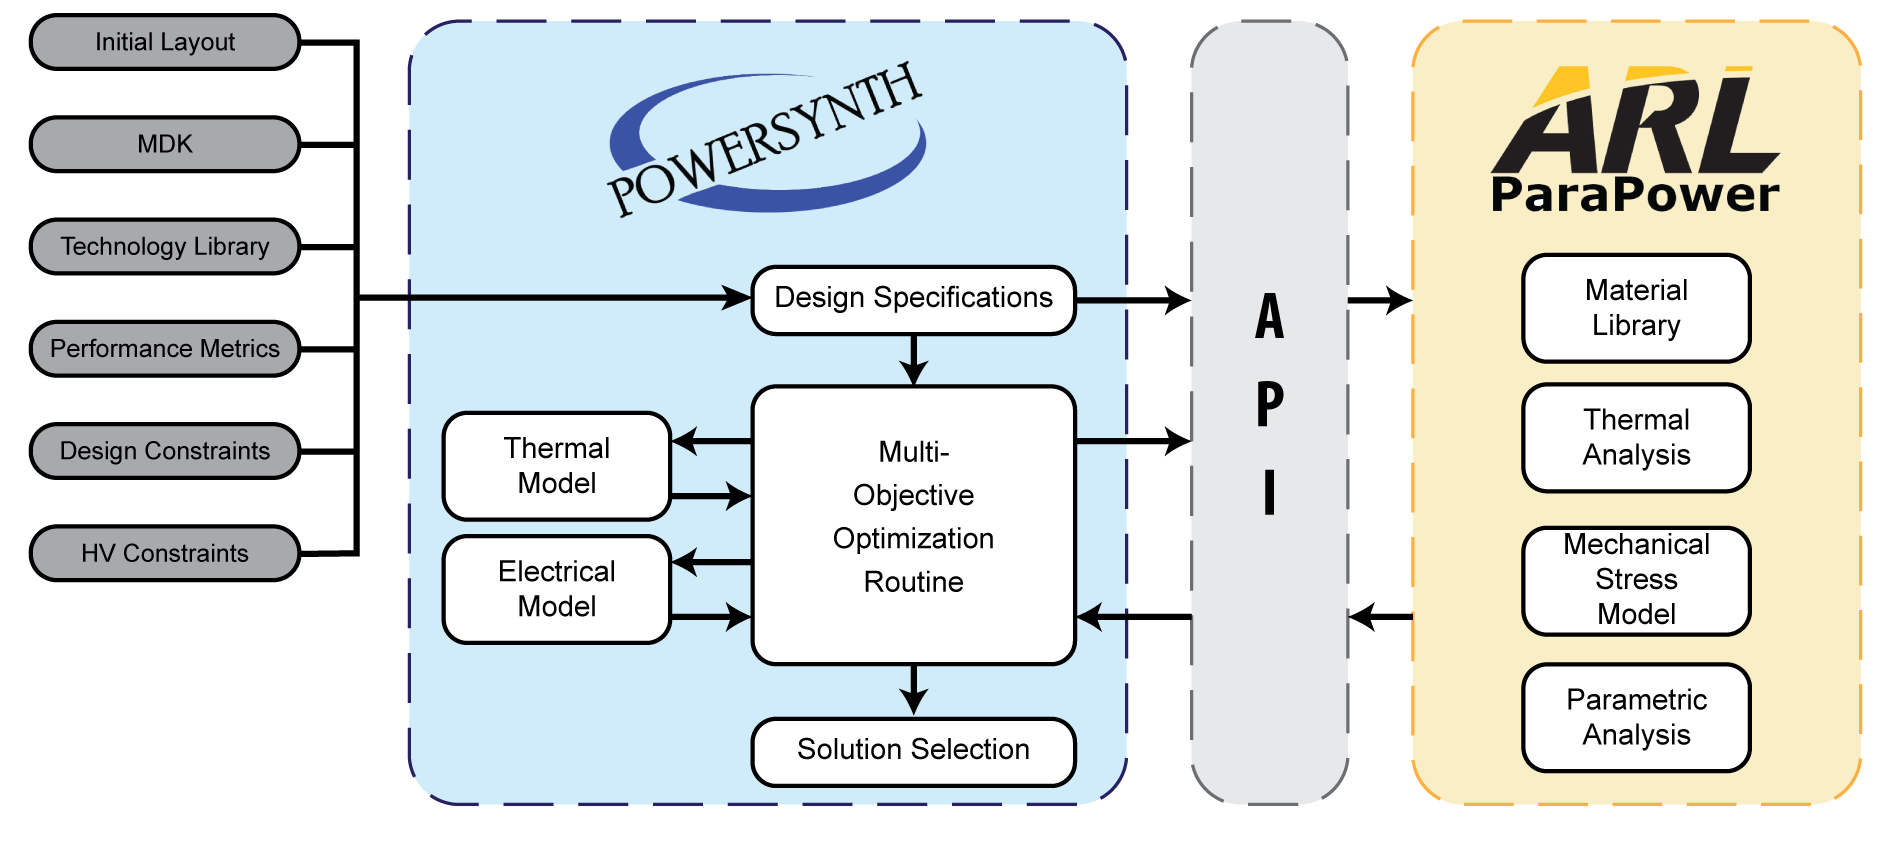 Initial Layout
MDK
Technology Library
Performance Metrics
Design Constraints
HV Constraints
POWERSYNTH
Design Specifications
Thermal
Model
Electrical
Model
Multi-
Objective
Optimization
Routine
Solution Selection
A
P
I
ARL
ParaPower
Material
Library
Thermal
Analysis
Mechanical
Stress
Model
Parametric
Analysis